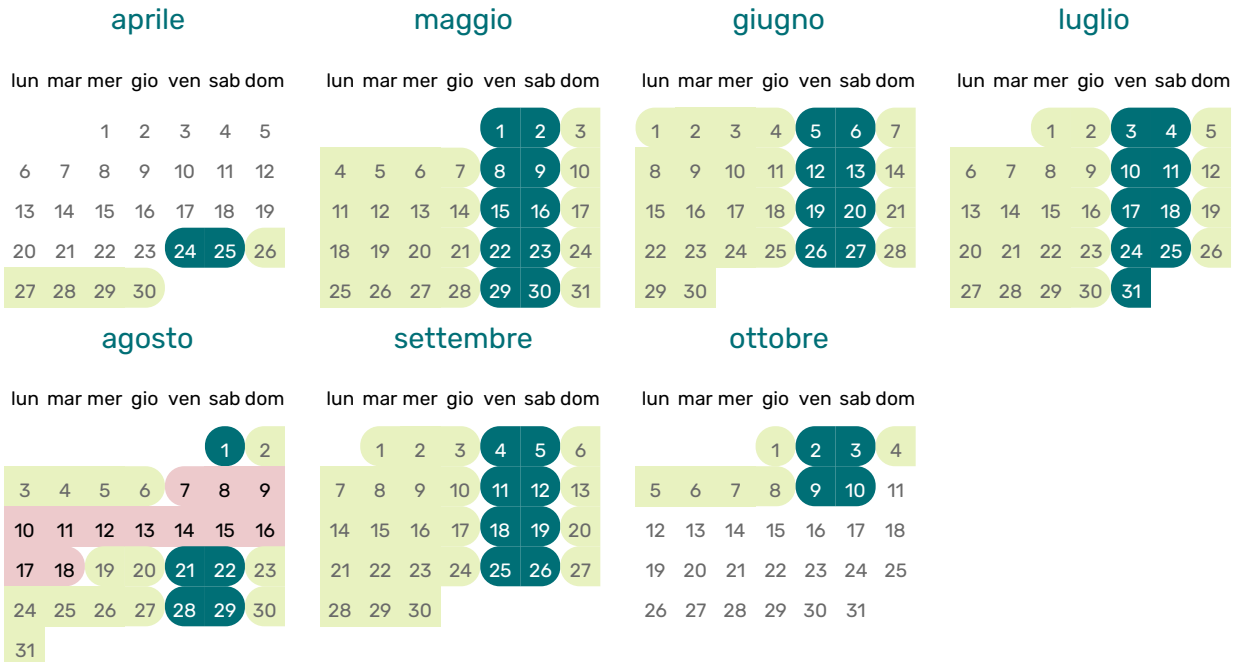 aprile maggio giugno luglio
lun mar mer gio ven sab dom lun mar mer gio ven sab dom lun mar mer gio ven sab dom lun mar mer gio ven sab dom
1 2 3 4 5 1 2 3 1 2 3 4 5 6 7 1 2 3 4 5
6 7 8 9 10 11 12 4 5 6 7 8 9 10 8 9 10 11 12 13 14 6 7 8 9 10 11 12
13 14 15 16 17 18 19 11 12 13 14 15 16 17 15 16 17 18 19 20 21 13 14 15 16 17 18 19
20 21 22 23 24 25 26 18 19 20 21 22 23 24 22 23 24 25 26 27 28 20 21 22 23 24 25 26
27 28 29 30 25 26 27 28 29 30 31 29 30 27 28 29 30 31
agosto settembre ottobre
lun mar mer gio ven sab dom lun mar mer gio ven sab dom lun mar mer gio ven sab dom
1 2 1 2 3 4 5 6 1 2 3 4
3 4 5 6 7 8 9 7 8 9 10 11 12 13 5 6 7 8 9 10 11
10 11 12 13 14 15 16 14 15 16 17 18 19 20 12 13 14 15 16 17 18
17 18 19 20 21 22 23 21 22 23 24 25 26 27 19 20 21 22 23 24 25
24 25 26 27 28 29 30 28 29 30 26 27 28 29 30 31
31